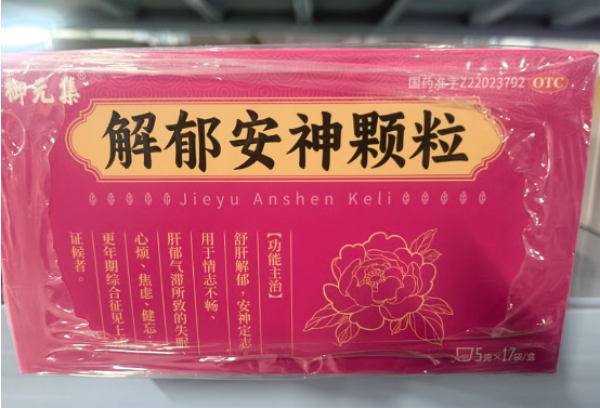 御元集
国药准字Z22023792 OTC
解郁安神颗粒
Jieyu Anshen Keli
【功能主治】
舒肝解郁，安神定志
用于情志不畅、
肝郁气滞所致的失眠
心烦、焦虑、健忘；
更年期综合征见上
证候者。
5克×17袋/盒